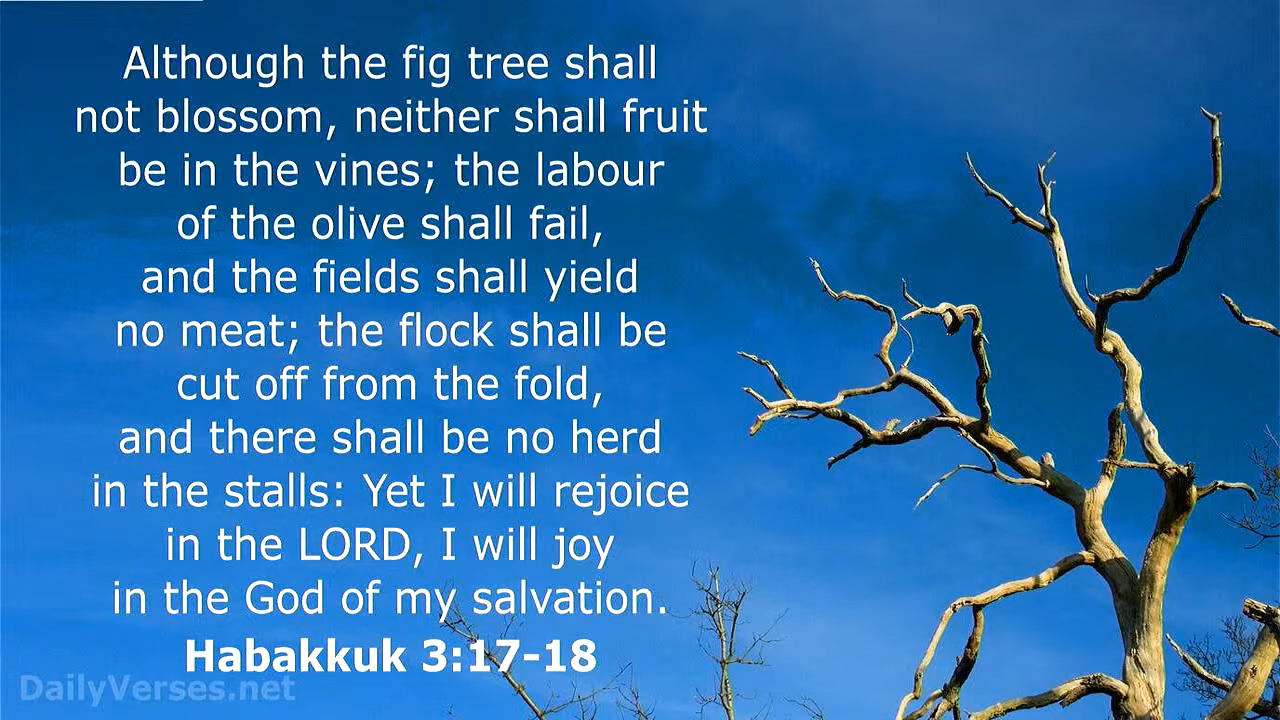 Although the fig tree shall
not blossom, neither shall fruit
be in the vines; the labour
of the olive shall fail,
and the fields shall yield
no meat; the flock shall be
cut off from the fold,
and there shall be no herd
in the stalls: Yet I will rejoice
in the LORD, I will joy
in the God of my salvation.
Habakkuk 3:17-18
DailyVerses.net